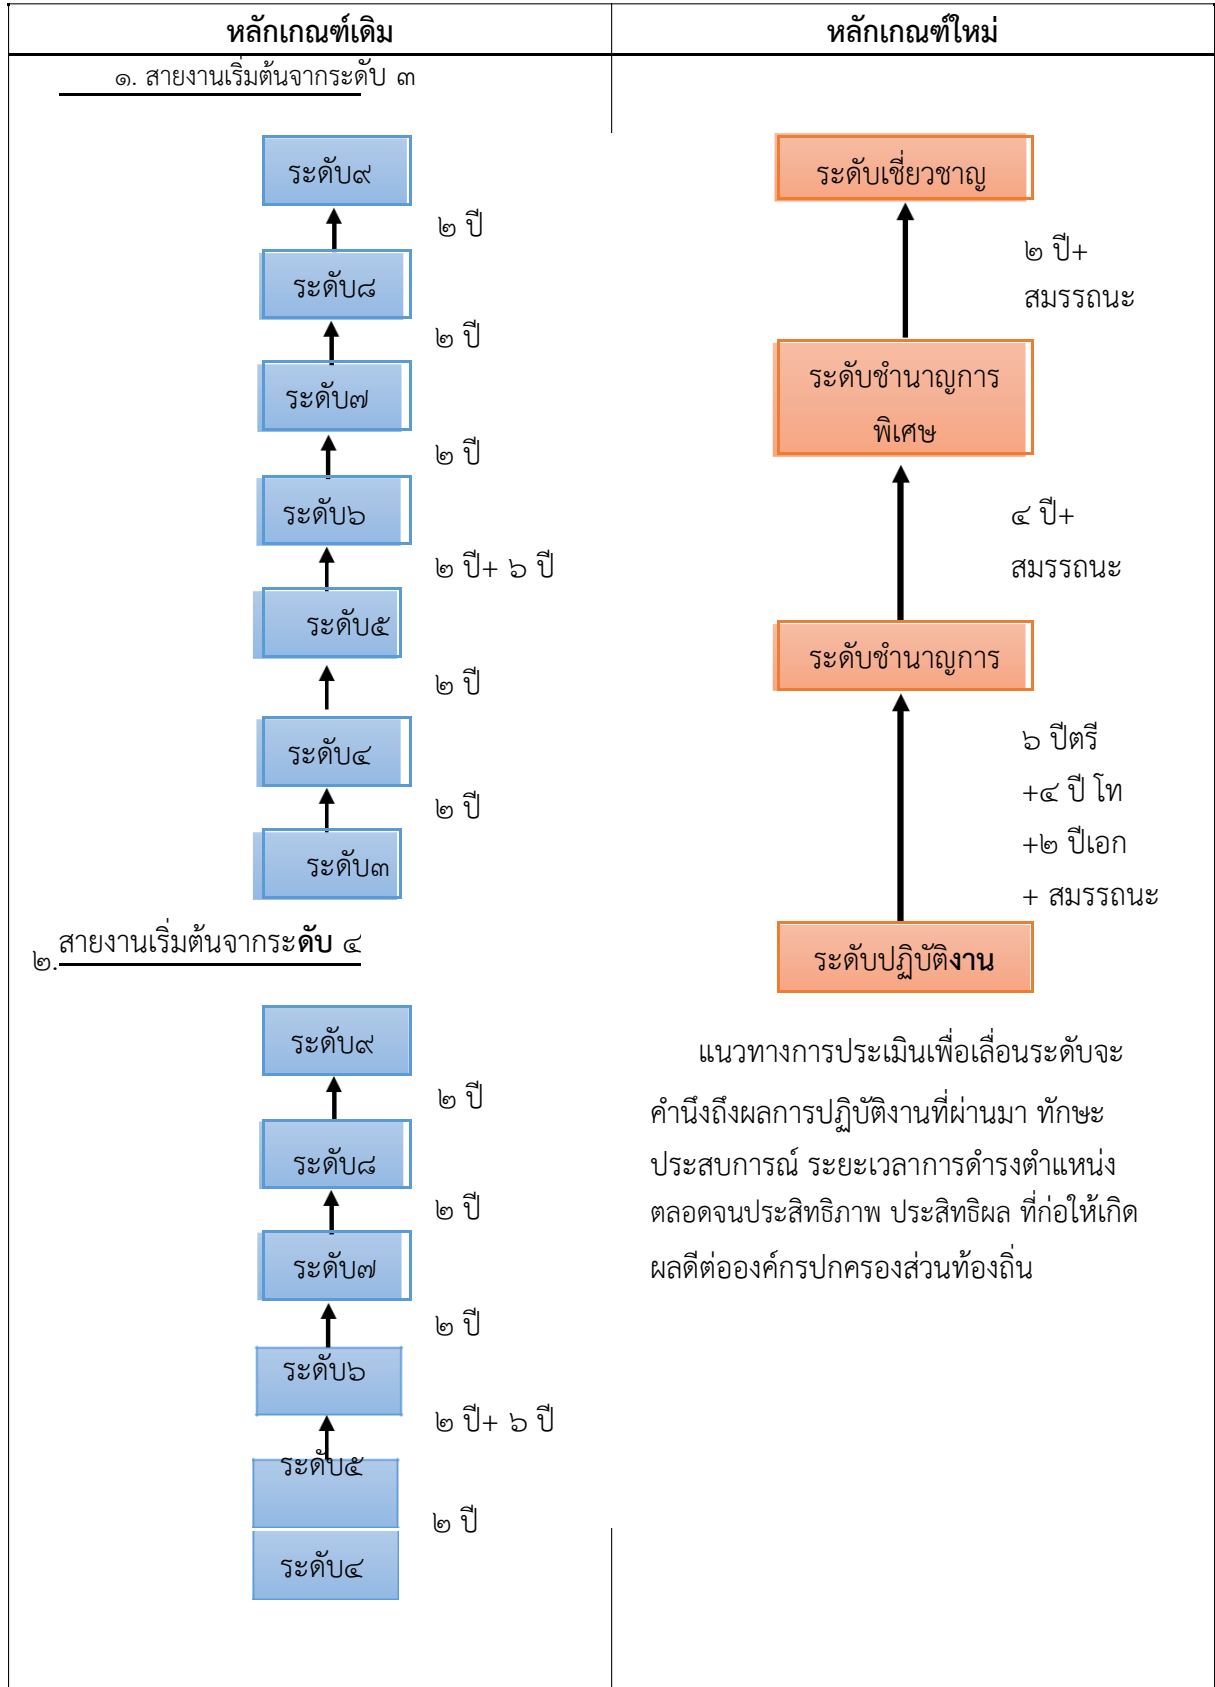 หลักเกณฑ์เดิม
หลักเกณฑ์ใหม่
๑. สายงานเริ่มต้นจากระดับ ๓
ระดับ๙
๒ ปี
ระดับ๘
๒ ปี
ระดับ๗
๒ ปี
ระดับ๖
๒ ปี+ ๖ ปี
ระดับ๕
๒ ปี
ระดับ๔
๒ ปี
ระดับ๓
๒. สายงานเริ่มต้นจากระดับ ๔
ระดับ๙
๒ ปี
ระดับ๘
๒ ปี
ระดับ๗
๒ ปี
ระดับ๖
๒ ปี+ ๖ ปี
ระดับ๕
๒ ปี
ระดับ๔
ระดับเชี่ยวชาญ
๒ ปี+
สมรรถนะ
ระดับชำนาญการ
พิเศษ
๔ ปี+
สมรรถนะ
ระดับชำนาญการ
๖ ปีตรี
+๔ ปี โท
+๒ ปีเอก
+ สมรรถนะ
ระดับปฏิบัติงาน
แนวทางการประเมินเพื่อเลื่อนระดับจะ
คำนึงถึงผลการปฏิบัติงานที่ผ่านมา ทักษะ
ประสบการณ์ ระยะเวลาการดำรงตำแหน่ง
ตลอดจนประสิทธิภาพ ประสิทธิผล ที่ก่อให้เกิด
ผลดีต่อองค์กรปกครองส่วนท้องถิ่น